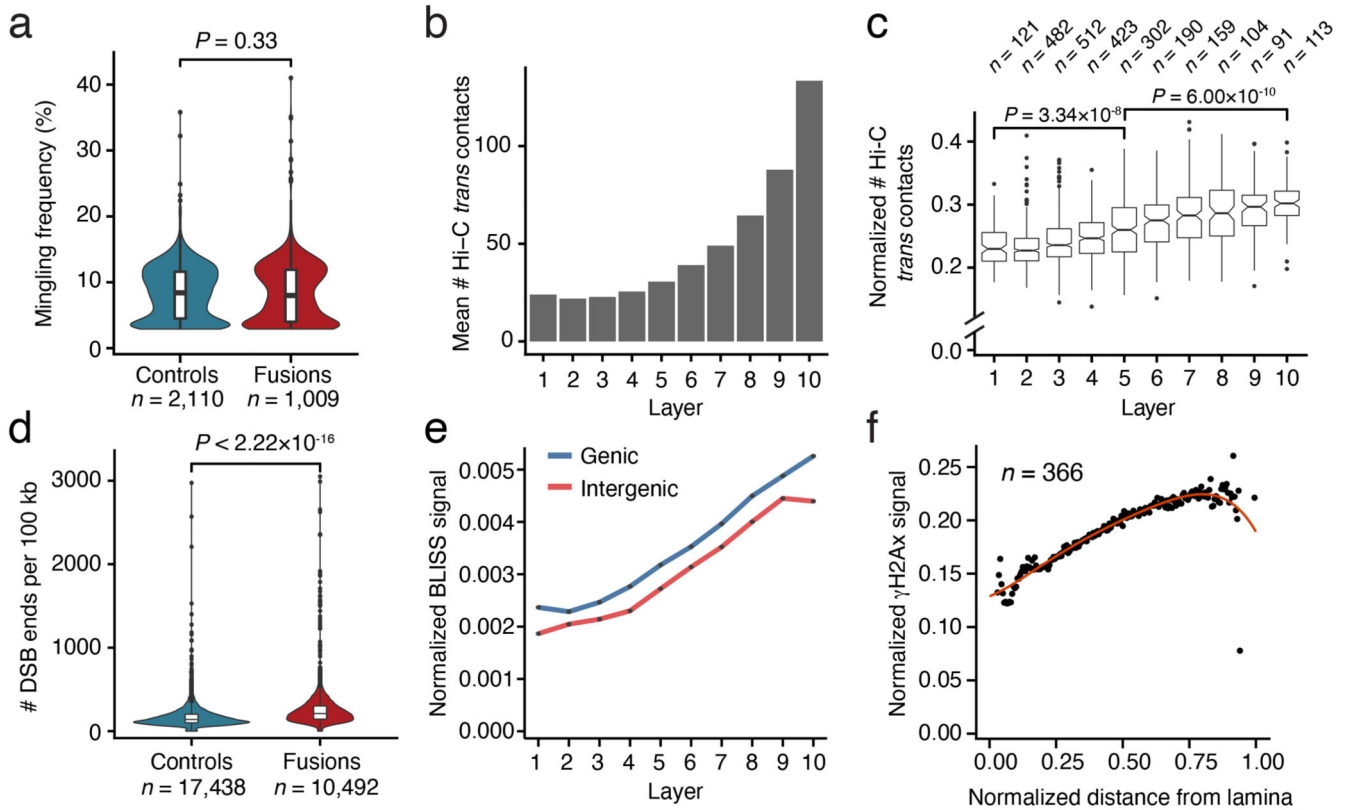 a
P = 0.33
Mingling frequency (%)
40
30
20
10
0
Controls
n = 2,110
Fusions
n = 1,009
b
Mean # Hi–C trans contacts
100
50
0
1 2 3 4 5 6 7 8 9 10
Layer
c
n = 121
n = 482
n = 512
n = 423
n = 302
n = 190
n = 159
n = 104
n = 91
n = 113
P = 3.34×10-8
P = 6.00×10-10
Normalized # Hi-C
trans contacts
0.4
0.3
0.2
0.0
1 2 3 4 5 6 7 8 9 10
Layer
d
P < 2.22×10-16
# DSB ends per 100 kb
3000
2000
1000
0
Controls
n = 17,438
Fusions
n = 10,492
e
Genic
Intergenic
Normalized BLISS signal
0.005
0.004
0.003
0.002
0.001
0.000
1 2 3 4 5 6 7 8 9 10
Layer
f
n = 366
Normalized γH2Ax signal
0.25
0.20
0.15
0.10
0.05
0.00
0.00 0.25 0.50 0.75 1.00
Normalized distance from lamina